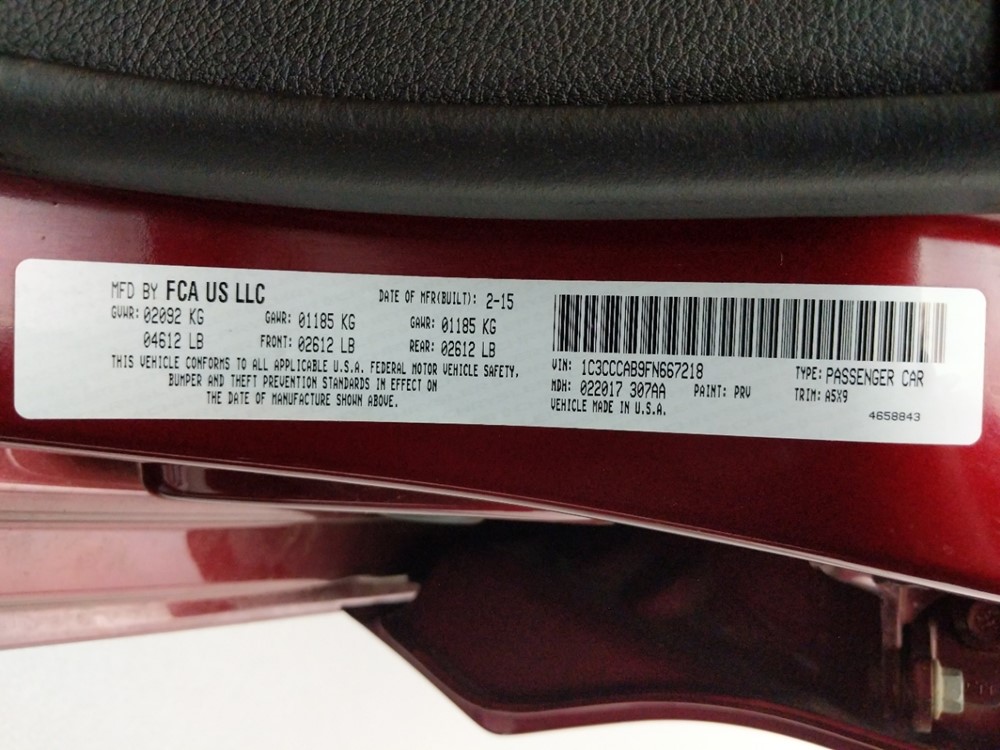 MFD BY FCA US LLC DATE OF MFR(BUILT): 2-15
GVWR: 02092 KG GAWR: 01185 KG GAWR: 01185 KG
04612 LB FRONT: 02612 LB REAR: 02612 LB
THIS VEHICLE CONFORMS TO ALL APPLICABLE U.S.A. FEDERAL MOTOR VEHICLE SAFETY,
BUMPER AND THEFT PREVENTION STANDARDS IN EFFECT ON
THE DATE OF MANUFACTURE SHOWN ABOVE.
VIN: 1C3CCCAB9FN667218 TYPE: PASSENGER CAR
MDH: 022017 307AA PAINT: PRV TRIM: A5X9
VEHICLE MADE IN U.S.A. 4658843